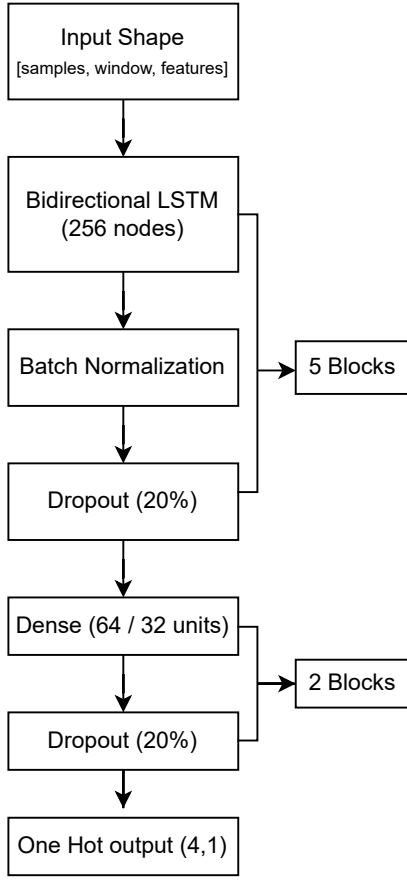 Input Shape
[samples, window, features]
Bidirectional LSTM
(256 nodes)
Batch Normalization
5 Blocks
Dropout (20%)
Dense (64 / 32 units)
2 Blocks
Dropout (20%)
One Hot output (4,1)